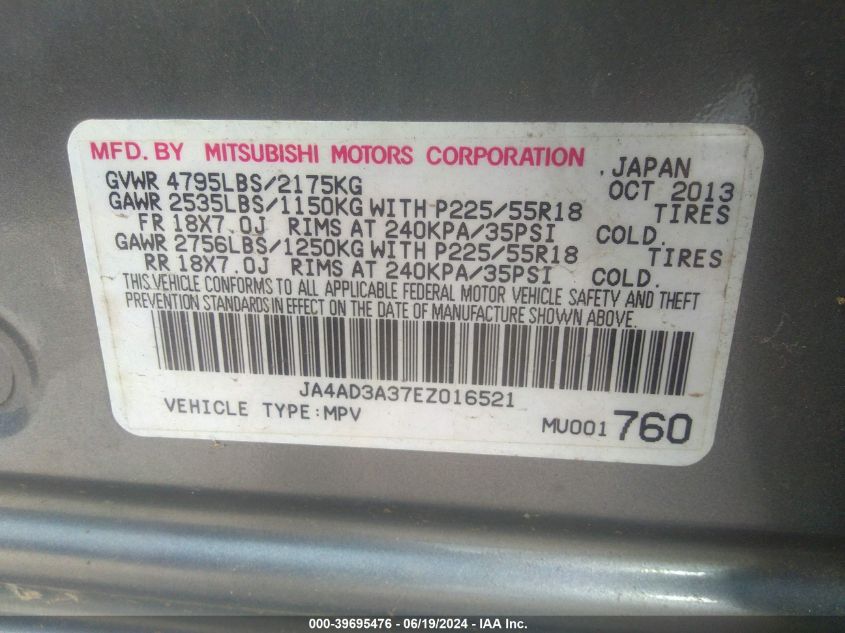 MFD. BY MITSUBISHI MOTORS CORPORATION , JAPAN
GVWR 4795LBS/2175KG OCT 2013
GAWR 2535LBS/1150KG WITH P225/55R18 TIRES
FR 18X7.0J RIMS AT 240KPA/35PSI COLD.
GAWR 2756LBS/1250KG WITH P225/55R18 TIRES
RR 18X7.0J RIMS AT 240KPA/35PSI COLD.
THIS VEHICLE CONFORMS TO ALL APPLICABLE FEDERAL MOTOR VEHICLE SAFETY AND THEFT
PREVENTION STANDARDS IN EFFECT ON THE DATE OF MANUFACTURE SHOWN ABOVE.
JA4AD3A37EZ016521
VEHICLE TYPE:MPV MU001 760
000-39695476 - 06/19/2024 - IAA Inc.